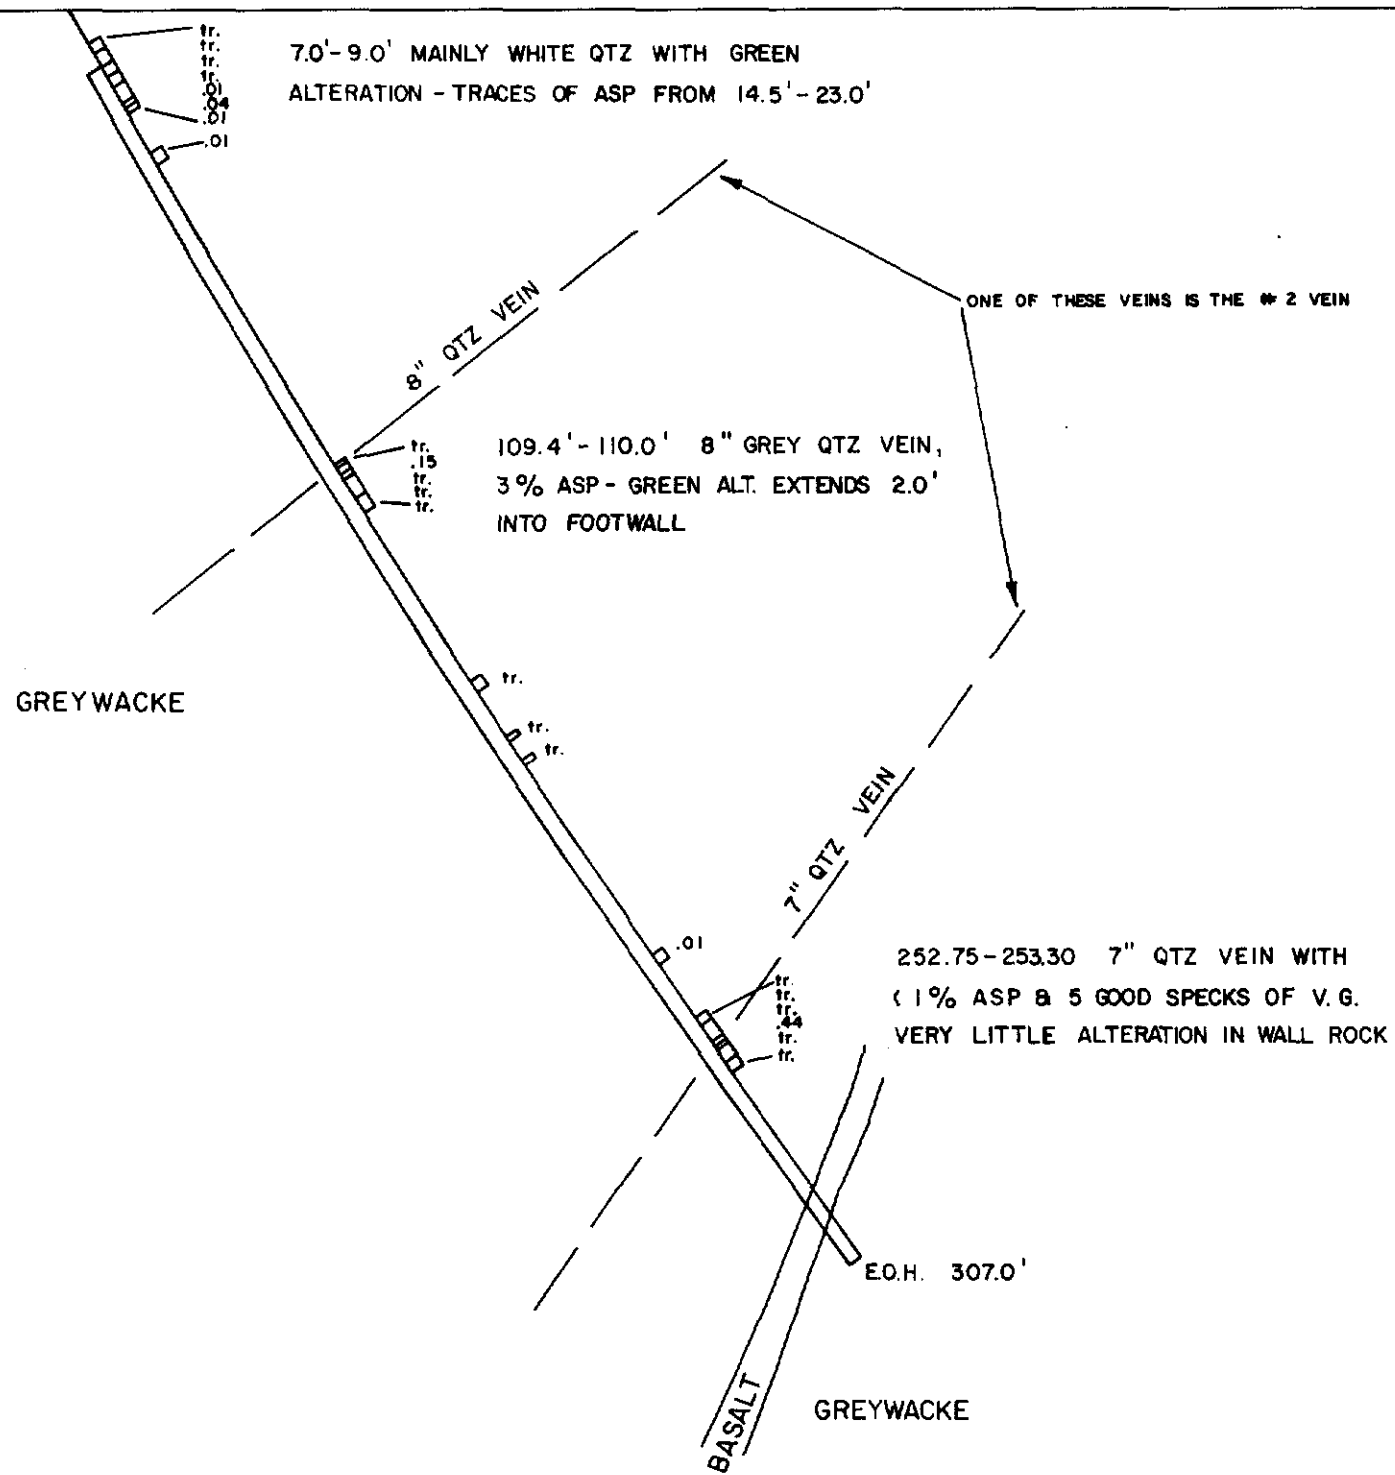 tr.
tr.
tr.
tr.
.01
.04
.01
.01
7.0'-9.0' MAINLY WHITE QTZ WITH GREEN
ALTERATION - TRACES OF ASP FROM 14.5'-23.0'
8" QTZ VEIN
ONE OF THESE VEINS IS THE # 2 VEIN
tr.
.15
tr.
tr.
tr.
109.4'-110.0' 8" GREY QTZ VEIN,
3% ASP - GREEN ALT. EXTENDS 2.0'
INTO FOOTWALL
GREYWACKE
tr.
tr.
tr.
7" QTZ VEIN
.01
tr.
tr.
tr.
.44
tr.
tr.
252.75-253.30 7" QTZ VEIN WITH
<1% ASP & 5 GOOD SPECKS OF V.G.
VERY LITTLE ALTERATION IN WALL ROCK
E.O.H. 307.0'
BASALT
GREYWACKE